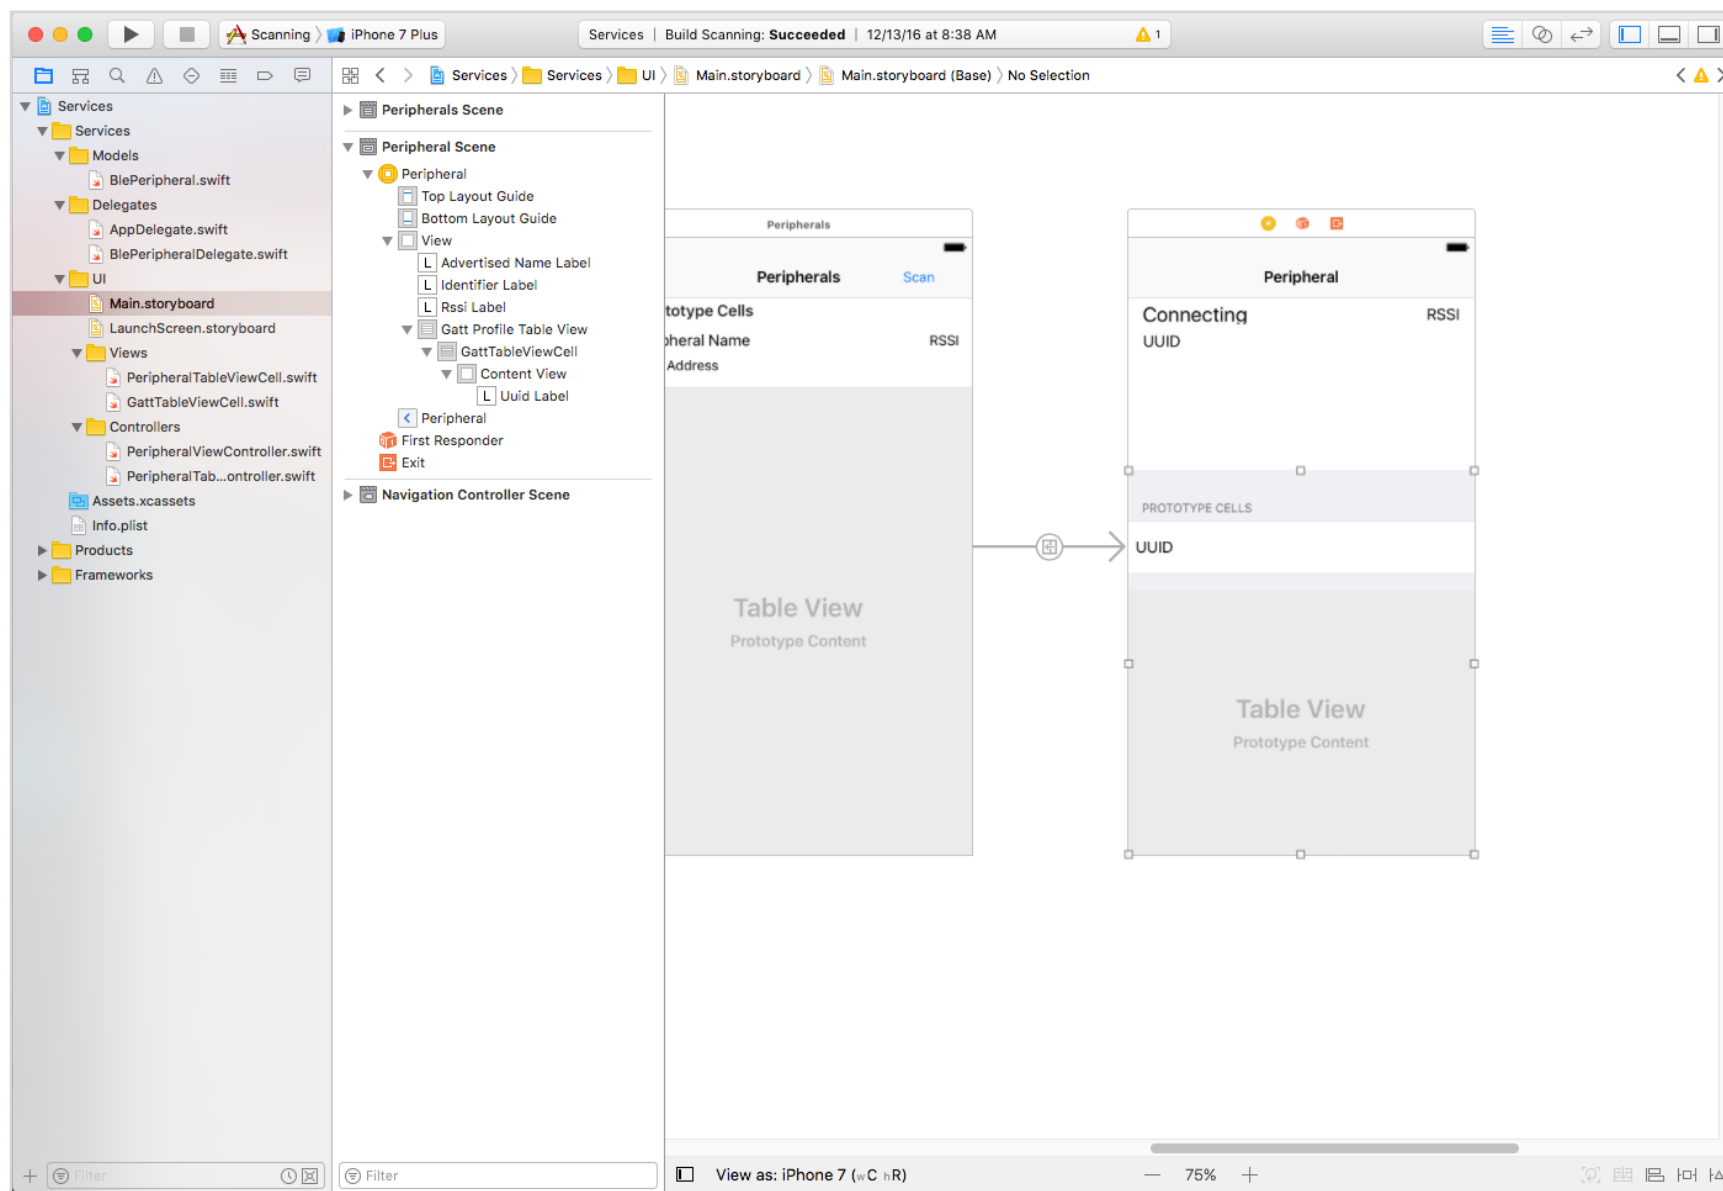 Scanning iPhone 7 Plus
Services | Build Scanning: Succeeded | 12/13/16 at 8:38 AM
1
Services
Services
Models
BlePeripheral.swift
Delegates
AppDelegate.swift
BlePeripheralDelegate.swift
UI
Main.storyboard
LaunchScreen.storyboard
Views
PeripheralTableViewCell.swift
GattTableViewCell.swift
Controllers
PeripheralViewController.swift
PeripheralTab...ontroller.swift
Assets.xcassets
Info.plist
Products
Frameworks
Filter
Services Services UI Main.storyboard Main.storyboard (Base) No Selection
Peripherals Scene
Peripheral Scene
Peripheral
Top Layout Guide
Bottom Layout Guide
View
L Advertised Name Label
L Identifier Label
L Rssi Label
Gatt Profile Table View
GattTableViewCell
Content View
L Uuid Label
Peripheral
First Responder
Exit
Navigation Controller Scene
Filter
Peripherals
Peripherals Scan
totype Cells
pheral Name RSSI
Address
Table View
Prototype Content
Peripheral
Connecting RSSI
UUID
PROTOTYPE CELLS
UUID
Table View
Prototype Content
View as: iPhone 7 (wC hR)
75%